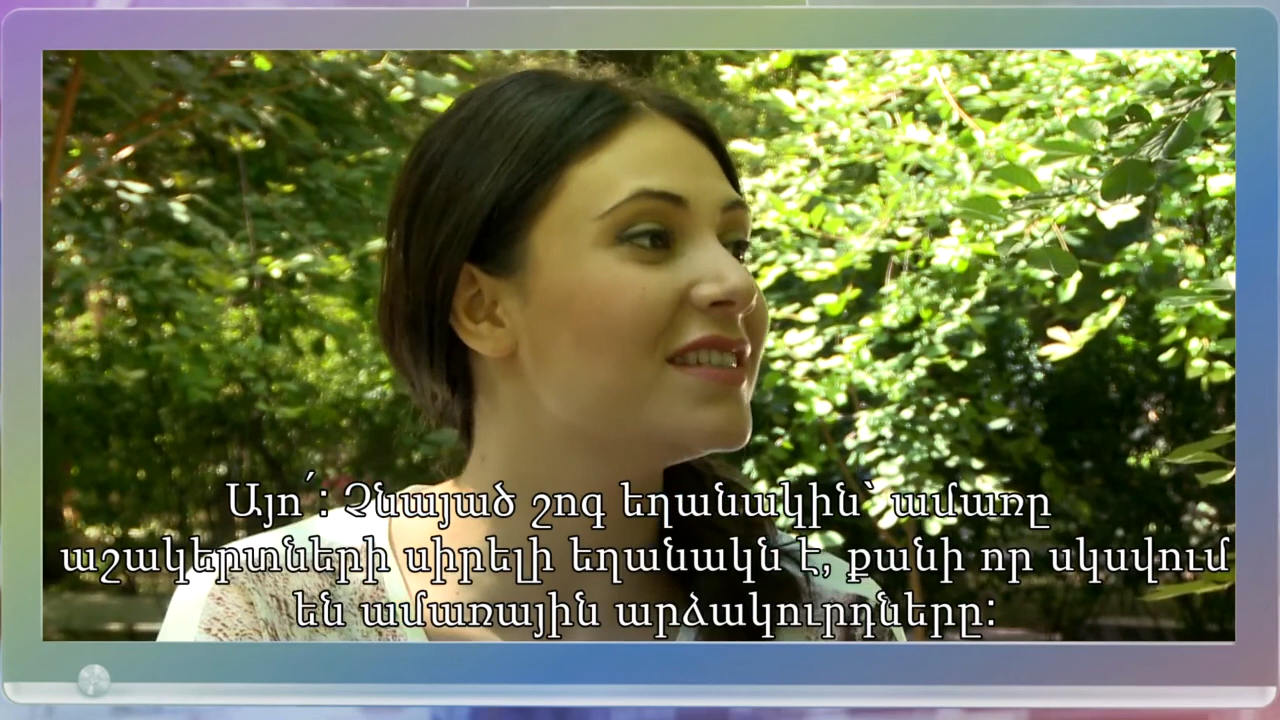 Այո՛: Չնայած շոգ եղանակին՝ ամառը
աշակերտների սիրելի եղանակն է, քանի որ սկսվում
են ամառային արձակուրդները: